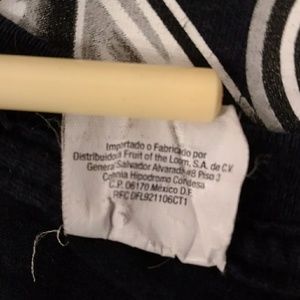 Importado o Fabricado por
Distribuidora Fruit of the Loom, S.A. de C.V.
General Salvador Alvarado #8 Piso 3
Colonia Hipodromo Condesa
C.P. 06170 México D.F.
RFC DFL921106CT1